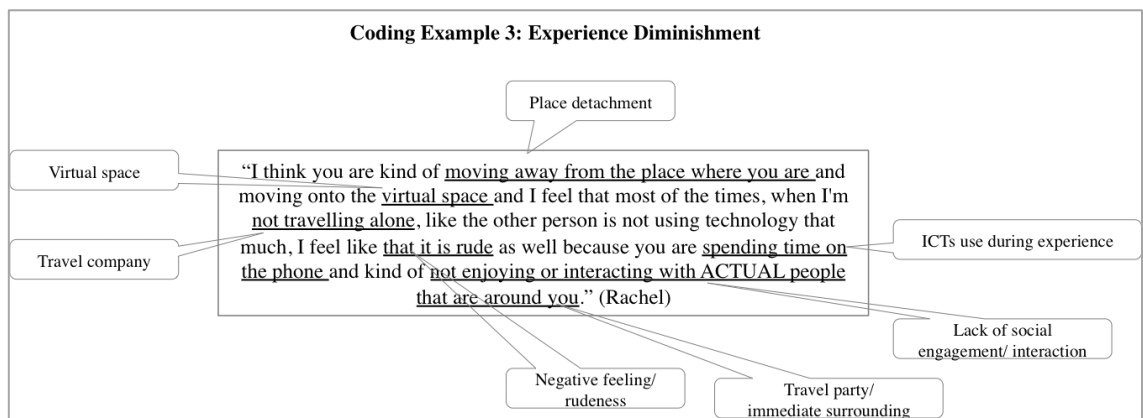 Coding Example 3: Experience Diminishment
Place detachment
Virtual space
“I think you are kind of moving away from the place where you are and
moving onto the virtual space and I feel that most of the times, when I'm
not travelling alone, like the other person is not using technology that
much, I feel like that it is rude as well because you are spending time on
the phone and kind of not enjoying or interacting with ACTUAL people
that are around you.” (Rachel)
Travel company
ICTs use during experience
Lack of social
engagement/ interaction
Negative feeling/
rudeness
Travel party/
immediate surrounding